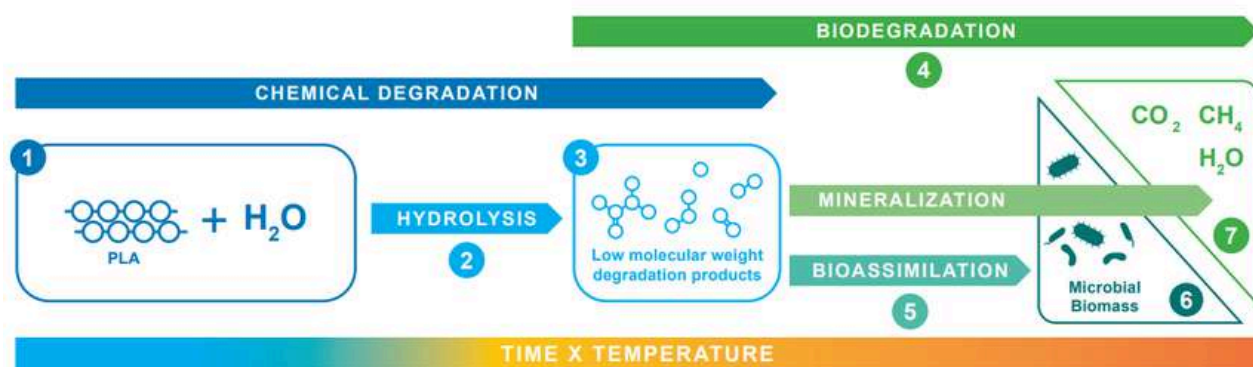 BIODEGRADATION
4
CHEMICAL DEGRADATION
1
PLA
+ H₂O
HYDROLYSIS
2
3
Low molecular weight
degradation products
MINERALIZATION
BIOASSIMILATION
5
CO₂ CH₄
H₂O
7
Microbial
Biomass
6
TIME X TEMPERATURE